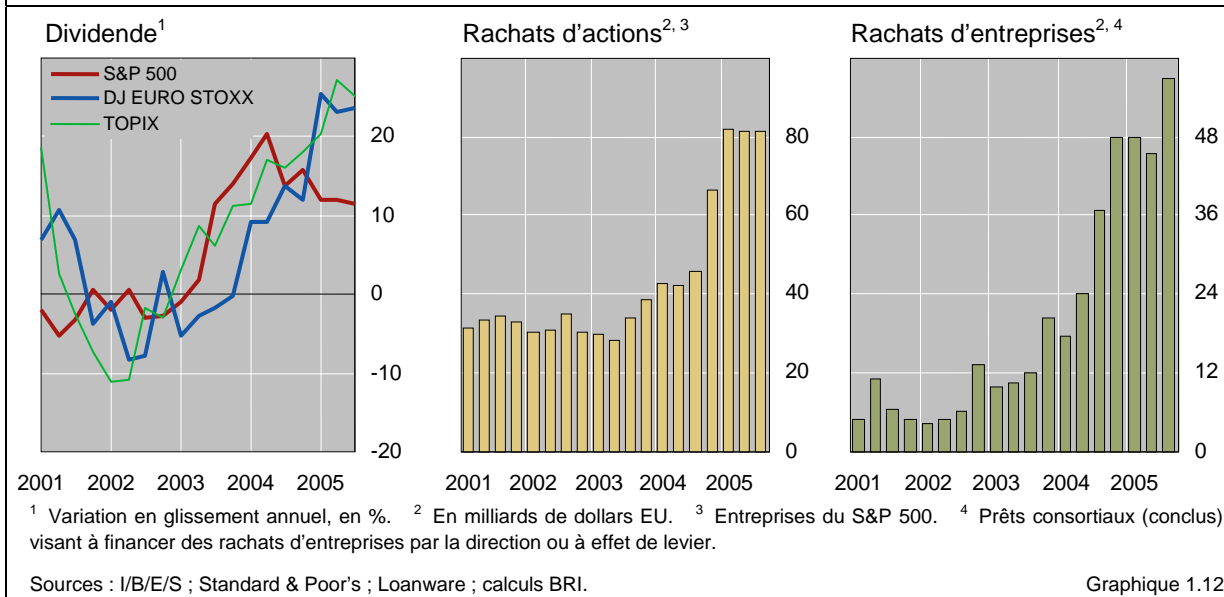 Dividende¹
S&P 500
DJ EURO STOXX
TOPIX
20
10
0
-10
-20
2001 2002 2003 2004 2005
Rachats d'actions², ³
80
60
40
20
0
2001 2002 2003 2004 2005
Rachats d'entreprises², ⁴
48
36
24
12
0
2001 2002 2003 2004 2005
¹ Variation en glissement annuel, en %. ² En milliards de dollars EU. ³ Entreprises du S&P 500. ⁴ Prêts consortiaux (conclus)
visant à financer des rachats d'entreprises par la direction ou à effet de levier.
Sources : I/B/E/S ; Standard & Poor's ; Loanware ; calculs BRI. Graphique 1.12